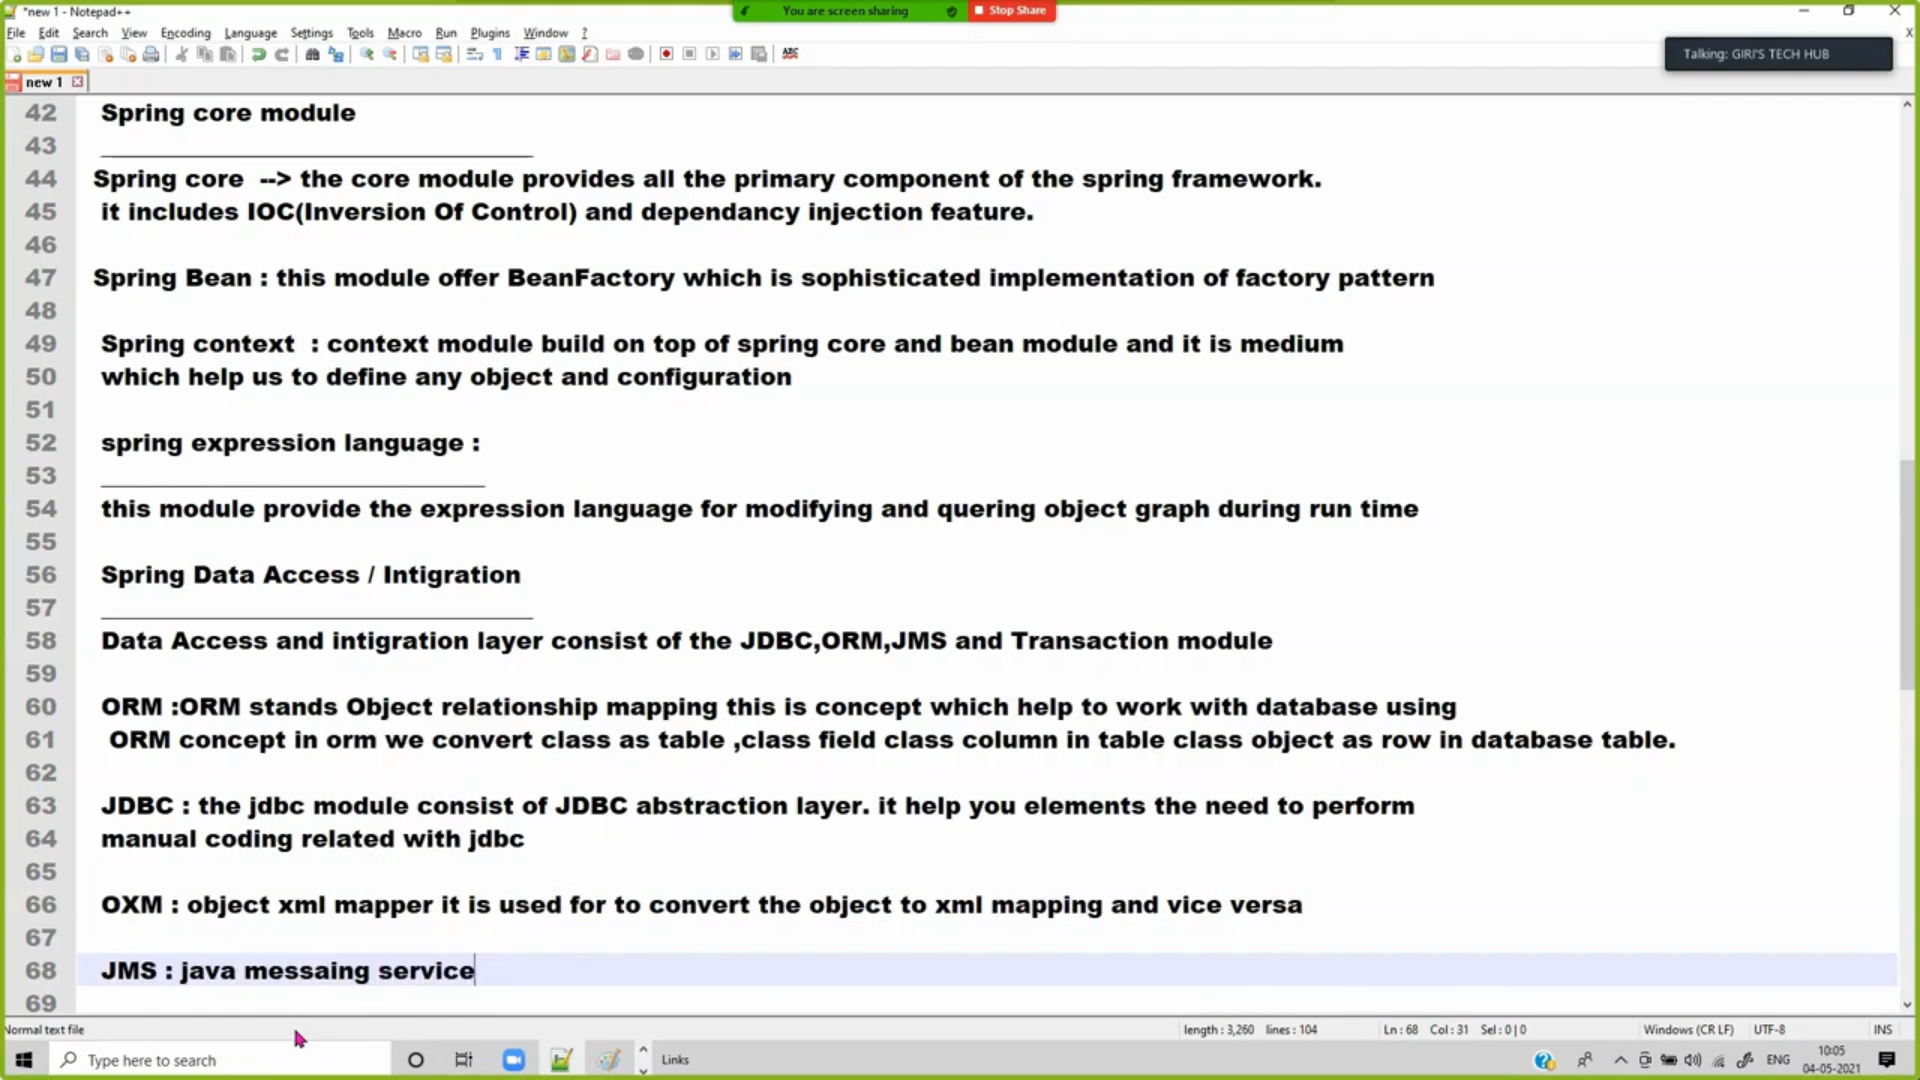 *new 1 - Notepad++
You are screen sharing
Stop Share
File Edit Search View Encoding Language Settings Tools Macro Run Plugins Window ?
X
Talking: GIRI'S TECH HUB
ABC
new 1
42 Spring core module
43 ______________________________
44 Spring core --> the core module provides all the primary component of the spring framework.
45 it includes IOC(Inversion Of Control) and dependancy injection feature.
46
47 Spring Bean : this module offer BeanFactory which is sophisticated implementation of factory pattern
48
49 Spring context : context module build on top of spring core and bean module and it is medium
50 which help us to define any object and configuration
51
52 spring expression language :
53 ___________________________
54 this module provide the expression language for modifying and quering object graph during run time
55
56 Spring Data Access / Intigration
57 ______________________________
58 Data Access and intigration layer consist of the JDBC,ORM,JMS and Transaction module
59
60 ORM :ORM stands Object relationship mapping this is concept which help to work with database using
61 ORM concept in orm we convert class as table ,class field class column in table class object as row in database table.
62
63 JDBC : the jdbc module consist of JDBC abstraction layer. it help you elements the need to perform
64 manual coding related with jdbc
65
66 OXM : object xml mapper it is used for to convert the object to xml mapping and vice versa
67
68 JMS : java messaing service
69
Normal text file
length : 3,260 lines : 104
Ln : 68 Col : 31 Sel : 0 | 0
Windows (CR LF)
UTF-8
INS
Type here to search
Links
ENG
10:05
04-05-2021